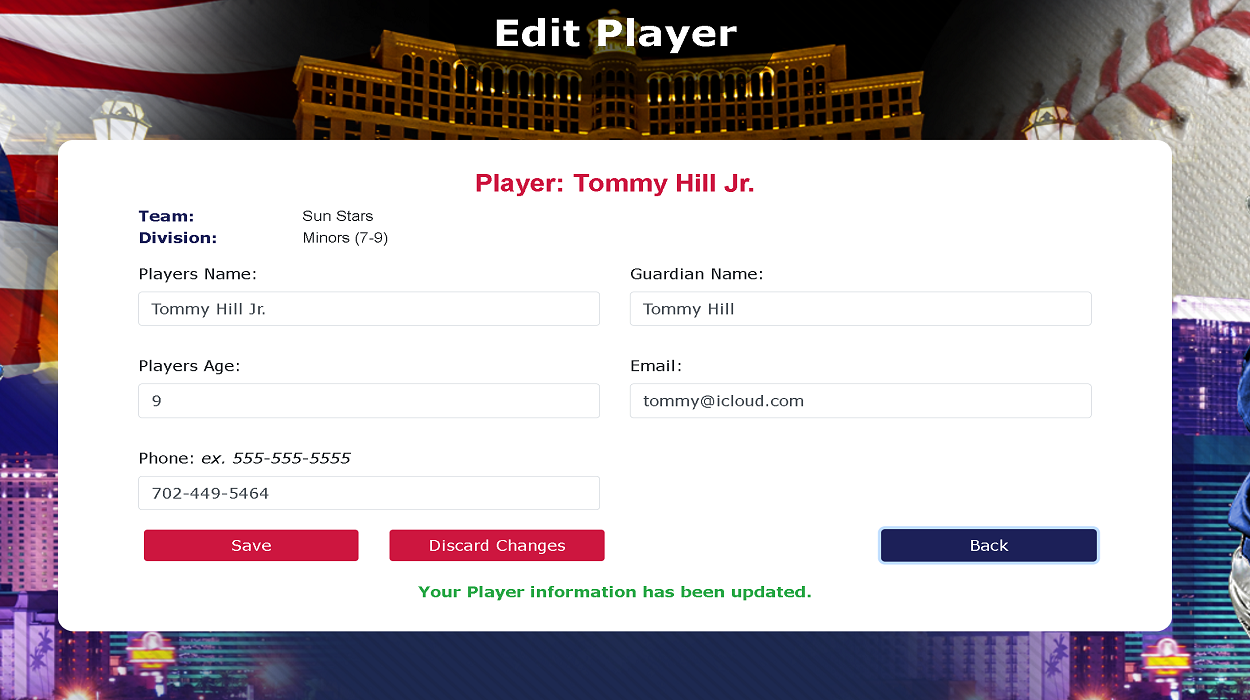 Edit Player
Player: Tommy Hill Jr.
Team: Sun Stars
Division: Minors (7-9)
Players Name: Guardian Name:
Tommy Hill Jr. Tommy Hill
Players Age: Email:
9 tommy@icloud.com
Phone: ex. 555-555-5555
702-449-5464
Save Discard Changes Back
Your Player information has been updated.